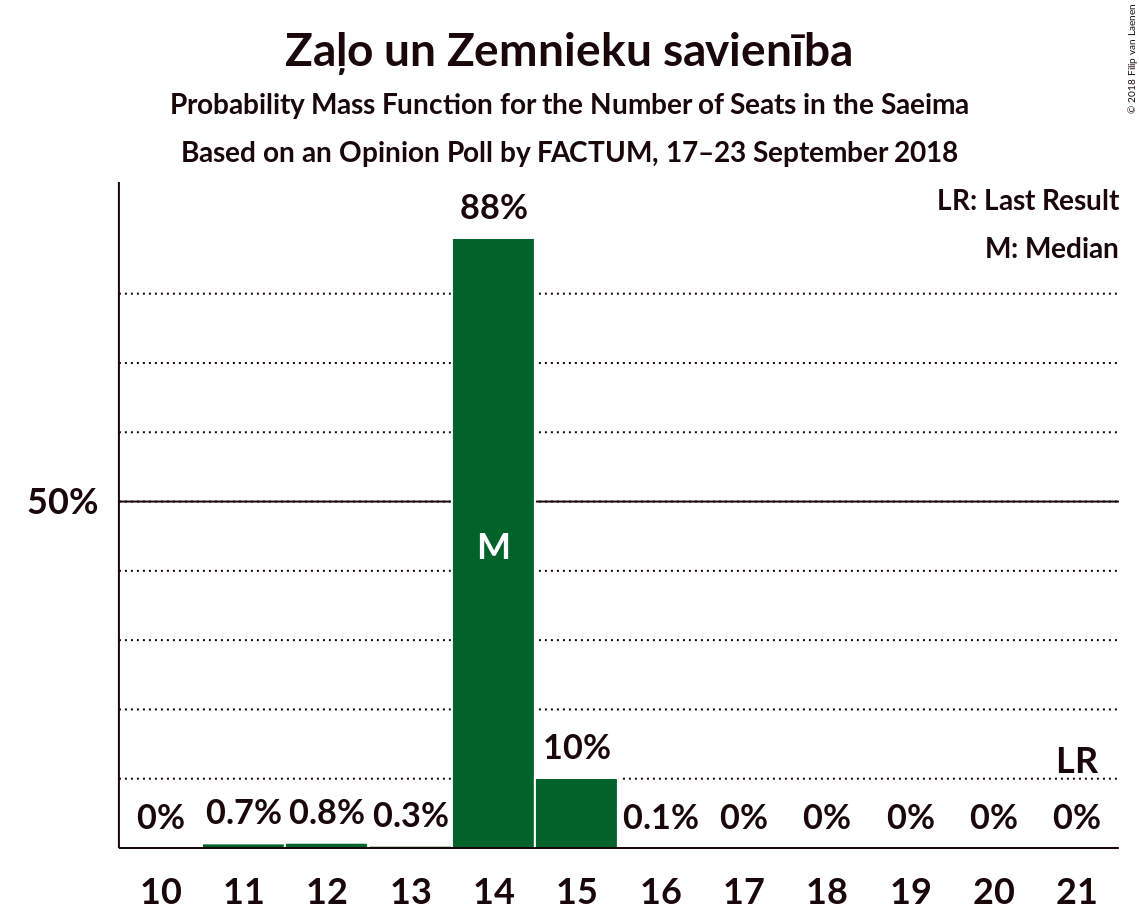 Zaļo un Zemnieku savienība
Probability Mass Function for the Number of Seats in the Saeima
Based on an Opinion Poll by FACTUM, 17–23 September 2018
© 2018 Filip van Laenen
LR: Last Result
M: Median
88%
50%
M
10%
LR
0% 0.7% 0.8% 0.3% 0.1% 0% 0% 0% 0% 0%
10 11 12 13 14 15 16 17 18 19 20 21